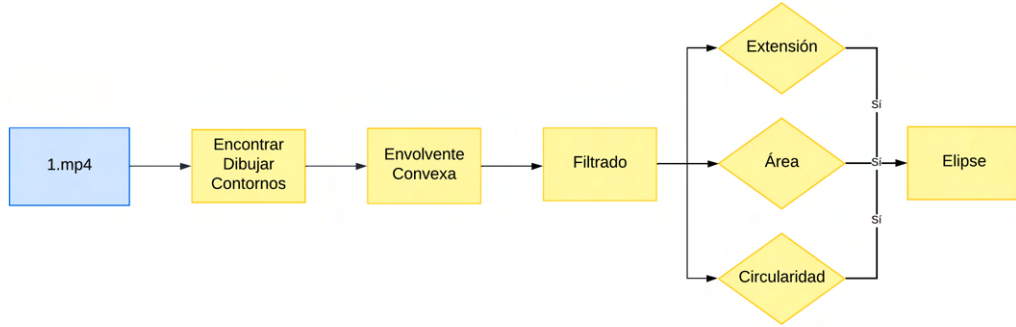 1.mp4
Encontrar
Dibujar
Contornos
Envolvente
Convexa
Filtrado
Extensión
Sí
Área
Sí
Elipse
Sí
Circularidad